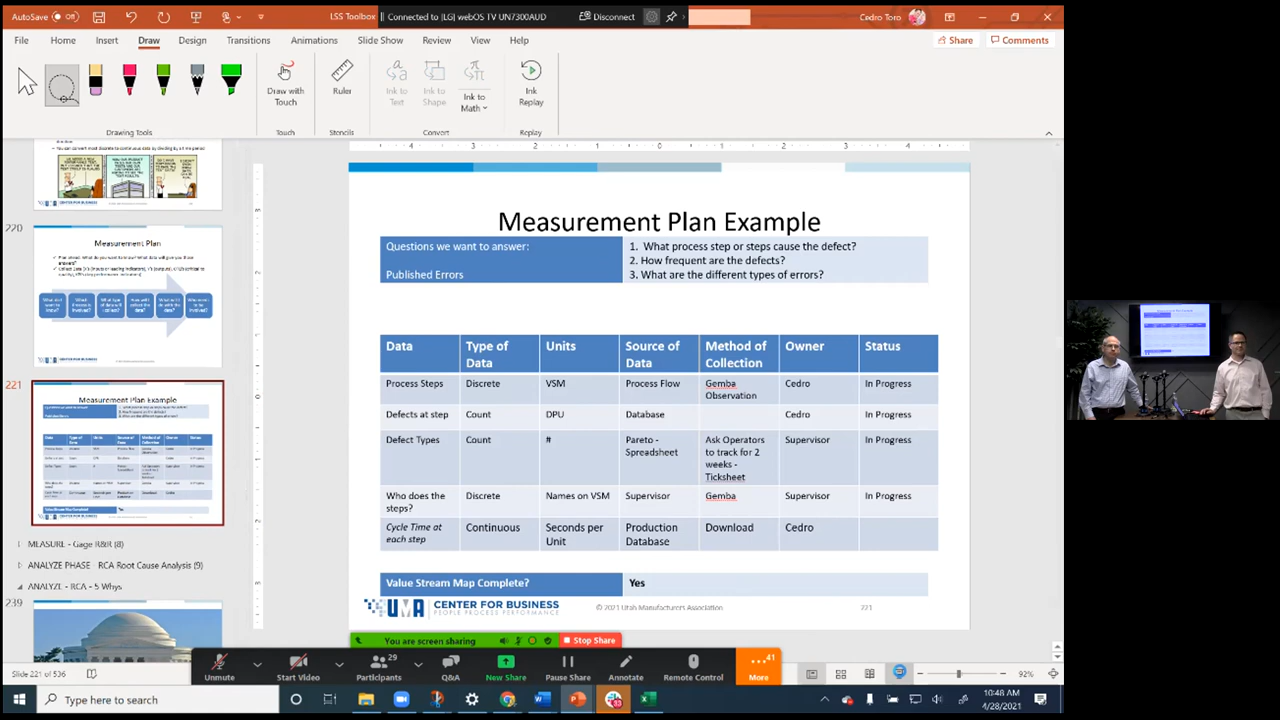 AutoSave Off LSS Toolbox Connected to [LG] webOS TV UN7300AUD Disconnect Cedro Toro
File Home Insert Draw Design Transitions Animations Slide Show Review View Help Share Comments
Draw with Touch
Ruler
Ink to Text
Ink to Shape
Ink to Math
Ink Replay
Drawing Tools Touch Stencils Convert Replay
220
Measurement Plan
221
Measurement Plan Example
MEASURE - Gage R&R (8)
ANALYZE PHASE - RCA Root Cause Analysis (9)
ANALYZE - RCA - 5 Whys
239
Measurement Plan Example
Questions we want to answer:
Published Errors
1. What process step or steps cause the defect?
2. How frequent are the defects?
3. What are the different types of errors?
Data Type of Data Units Source of Data Method of Collection Owner Status
Process Steps Discrete VSM Process Flow Gemba Observation Cedro In Progress
Defects at step Count DPU Database Cedro In Progress
Defect Types Count # Pareto - Spreadsheet Ask Operators to track for 2 weeks - Ticksheet Supervisor In Progress
Who does the steps? Discrete Names on VSM Supervisor Gemba Supervisor In Progress
Cycle Time at each step Continuous Seconds per Unit Production Database Download Cedro
Value Stream Map Complete? Yes
UMA CENTER FOR BUSINESS
PEOPLE PROCESS PERFORMANCE
© 2021 Utah Manufacturers Association
221
You are screen sharing Stop Share
Unmute Start Video Participants 29 Q&A New Share Pause Share Annotate Remote Control 41 More
Slide 221 of 536 92%
Type here to search
10:48 AM
4/28/2021